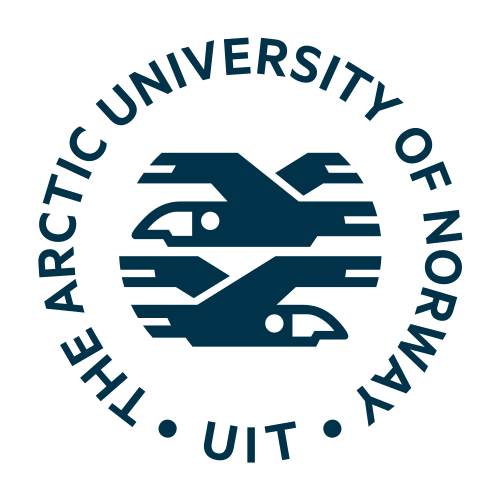 THE ARCTIC UNIVERSITY OF NORWAY
• UIT •